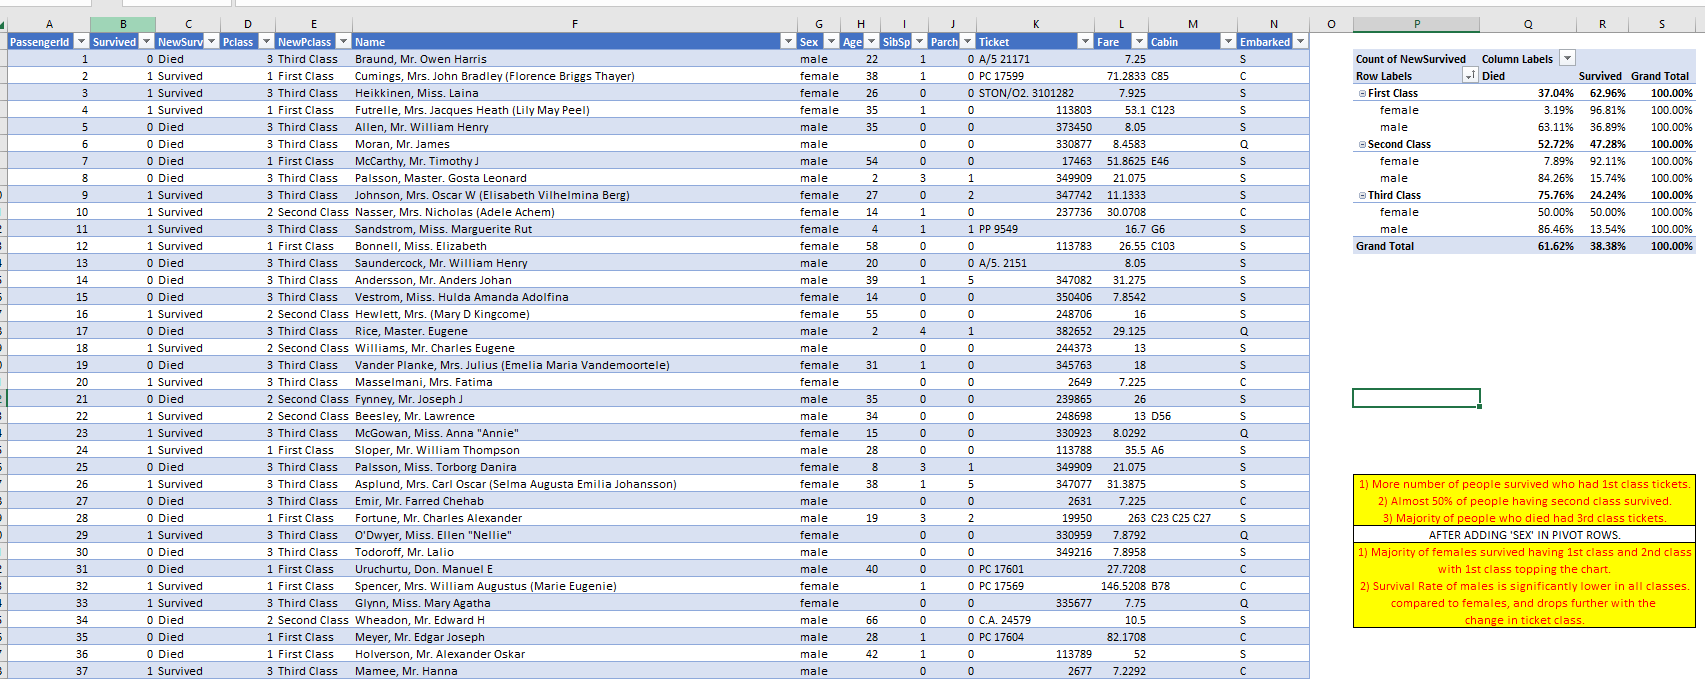 A B C D E F G H I J K L M N O P Q R S
PassengerId Survived NewSurv Pclass NewPclass Name Sex Age SibSp Parch Ticket Fare Cabin Embarked
1 0 Died 3 Third Class Braund, Mr. Owen Harris male 22 1 0 A/5 21171 7.25 S
2 1 Survived 1 First Class Cumings, Mrs. John Bradley (Florence Briggs Thayer) female 38 1 0 PC 17599 71.2833 C85 C
3 1 Survived 3 Third Class Heikkinen, Miss. Laina female 26 0 0 STON/O2. 3101282 7.925 S
4 1 Survived 1 First Class Futrelle, Mrs. Jacques Heath (Lily May Peel) female 35 1 0 113803 53.1 C123 S
5 0 Died 3 Third Class Allen, Mr. William Henry male 35 0 0 373450 8.05 S
6 0 Died 3 Third Class Moran, Mr. James male 0 0 330877 8.4583 Q
7 0 Died 1 First Class McCarthy, Mr. Timothy J male 54 0 0 17463 51.8625 E46 S
8 0 Died 3 Third Class Palsson, Master. Gosta Leonard male 2 3 1 349909 21.075 S
9 1 Survived 3 Third Class Johnson, Mrs. Oscar W (Elisabeth Vilhelmina Berg) female 27 0 2 347742 11.1333 S
10 1 Survived 2 Second Class Nasser, Mrs. Nicholas (Adele Achem) female 14 1 0 237736 30.0708 C
11 1 Survived 3 Third Class Sandstrom, Miss. Marguerite Rut female 4 1 1 PP 9549 16.7 G6 S
12 1 Survived 1 First Class Bonnell, Miss. Elizabeth female 58 0 0 113783 26.55 C103 S
13 0 Died 3 Third Class Saundercock, Mr. William Henry male 20 0 0 A/5. 2151 8.05 S
14 0 Died 3 Third Class Andersson, Mr. Anders Johan male 39 1 5 347082 31.275 S
15 0 Died 3 Third Class Vestrom, Miss. Hulda Amanda Adolfina female 14 0 0 350406 7.8542 S
16 1 Survived 2 Second Class Hewlett, Mrs. (Mary D Kingcome) female 55 0 0 248706 16 S
17 0 Died 3 Third Class Rice, Master. Eugene male 2 4 1 382652 29.125 Q
18 1 Survived 2 Second Class Williams, Mr. Charles Eugene male 0 0 244373 13 S
19 0 Died 3 Third Class Vander Planke, Mrs. Julius (Emelia Maria Vandemoortele) female 31 1 0 345763 18 S
20 1 Survived 3 Third Class Masselmani, Mrs. Fatima female 0 0 2649 7.225 C
21 0 Died 2 Second Class Fynney, Mr. Joseph J male 35 0 0 239865 26 S
22 1 Survived 2 Second Class Beesley, Mr. Lawrence male 34 0 0 248698 13 D56 S
23 1 Survived 3 Third Class McGowan, Miss. Anna "Annie" female 15 0 0 330923 8.0292 Q
24 1 Survived 1 First Class Sloper, Mr. William Thompson male 28 0 0 113788 35.5 A6 S
25 0 Died 3 Third Class Palsson, Miss. Torborg Danira female 8 3 1 349909 21.075 S
26 1 Survived 3 Third Class Asplund, Mrs. Carl Oscar (Selma Augusta Emilia Johansson) female 38 1 5 347077 31.3875 S
27 0 Died 3 Third Class Emir, Mr. Farred Chehab male 0 0 2631 7.225 C
28 0 Died 1 First Class Fortune, Mr. Charles Alexander male 19 3 2 19950 263 C23 C25 C27 S
29 1 Survived 3 Third Class O'Dwyer, Miss. Ellen "Nellie" female 0 0 330959 7.8792 Q
30 0 Died 3 Third Class Todoroff, Mr. Lalio male 0 0 349216 7.8958 S
31 0 Died 1 First Class Uruchurtu, Don. Manuel E male 40 0 0 PC 17601 27.7208 C
32 1 Survived 1 First Class Spencer, Mrs. William Augustus (Marie Eugenie) female 1 0 PC 17569 146.5208 B78 C
33 1 Survived 3 Third Class Glynn, Miss. Mary Agatha female 0 0 335677 7.75 Q
34 0 Died 2 Second Class Wheadon, Mr. Edward H male 66 0 0 C.A. 24579 10.5 S
35 0 Died 1 First Class Meyer, Mr. Edgar Joseph male 28 1 0 PC 17604 82.1708 C
36 0 Died 1 First Class Holverson, Mr. Alexander Oskar male 42 1 0 113789 52 S
37 1 Survived 3 Third Class Mamee, Mr. Hanna male 0 0 2677 7.2292 C
Count of NewSurvived Column Labels
Row Labels Died Survived Grand Total
First Class 37.04% 62.96% 100.00%
female 3.19% 96.81% 100.00%
male 63.11% 36.89% 100.00%
Second Class 52.72% 47.28% 100.00%
female 7.89% 92.11% 100.00%
male 84.26% 15.74% 100.00%
Third Class 75.76% 24.24% 100.00%
female 50.00% 50.00% 100.00%
male 86.46% 13.54% 100.00%
Grand Total 61.62% 38.38% 100.00%
1) More number of people survived who had 1st class tickets.
2) Almost 50% of people having second class survived.
3) Majority of people who died had 3rd class tickets.
AFTER ADDING 'SEX' IN PIVOT ROWS.
1) Majority of females survived having 1st class and 2nd class
with 1st class topping the chart.
2) Survival Rate of males is significantly lower in all classes.
compared to females, and drops further with the
change in ticket class.